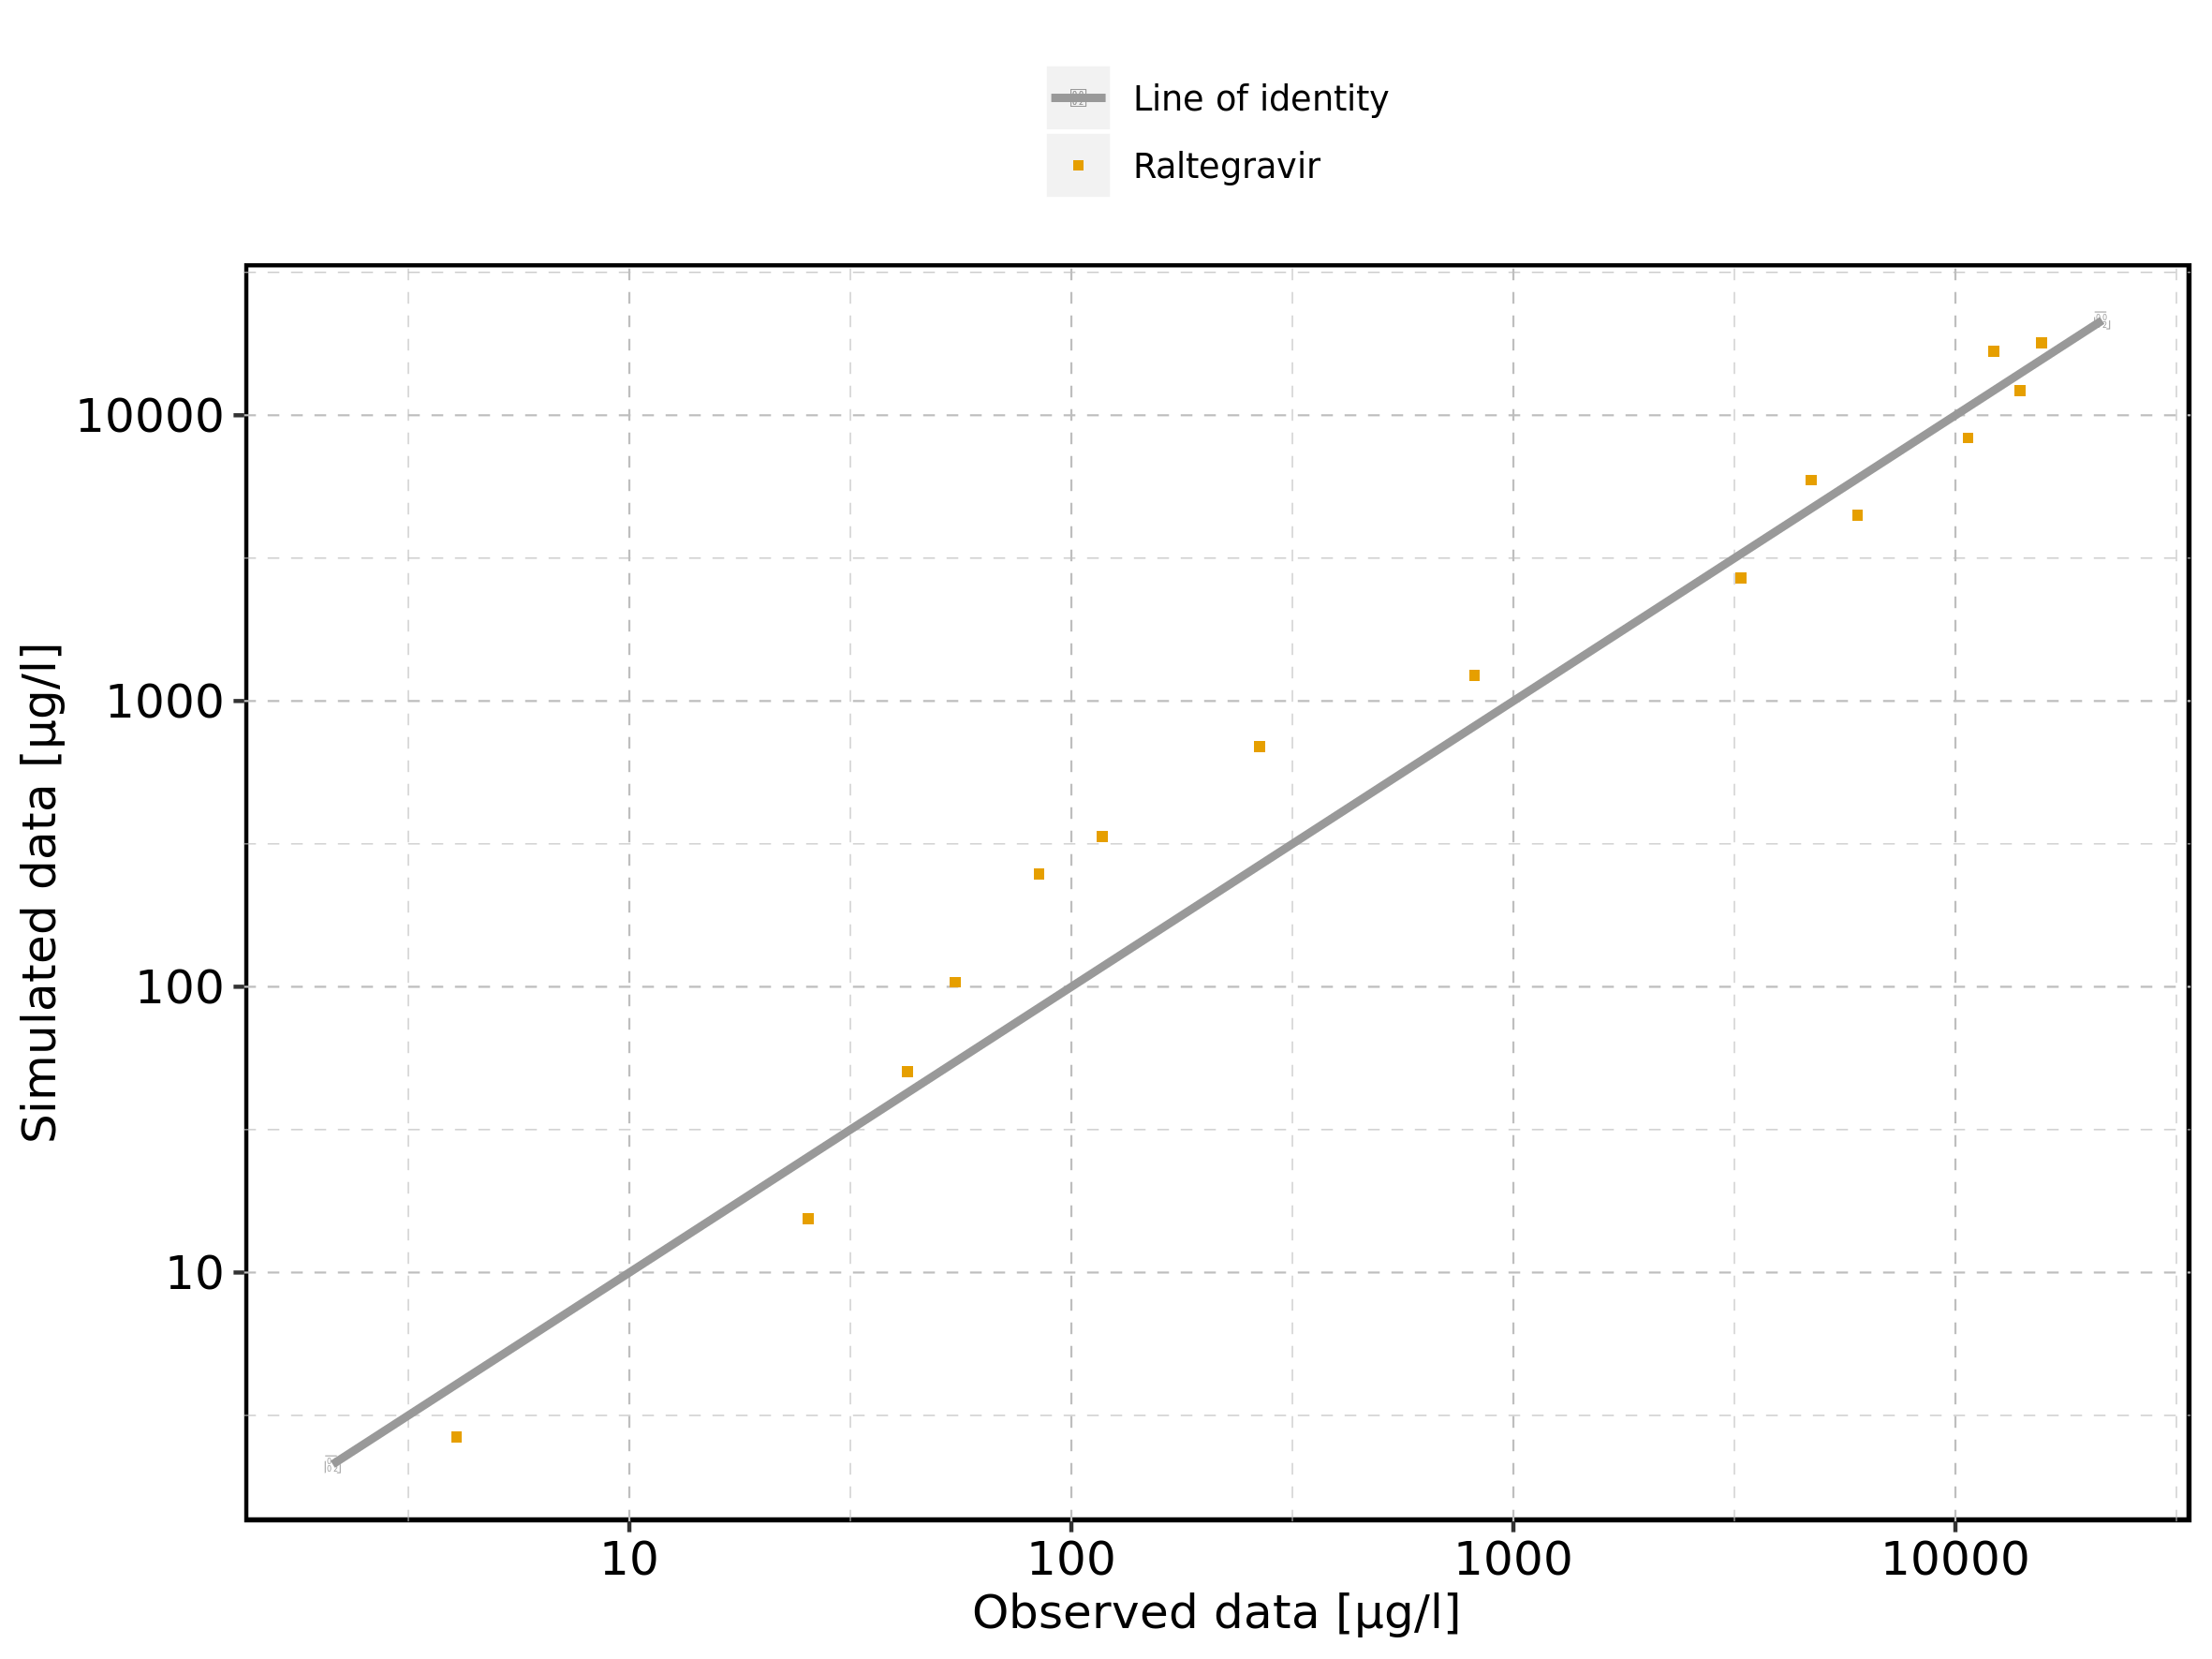 Line of identity
Raltegravir
10000
1000
100
10
Simulated data [µg/l]
10 100 1000 10000
Observed data [µg/l]